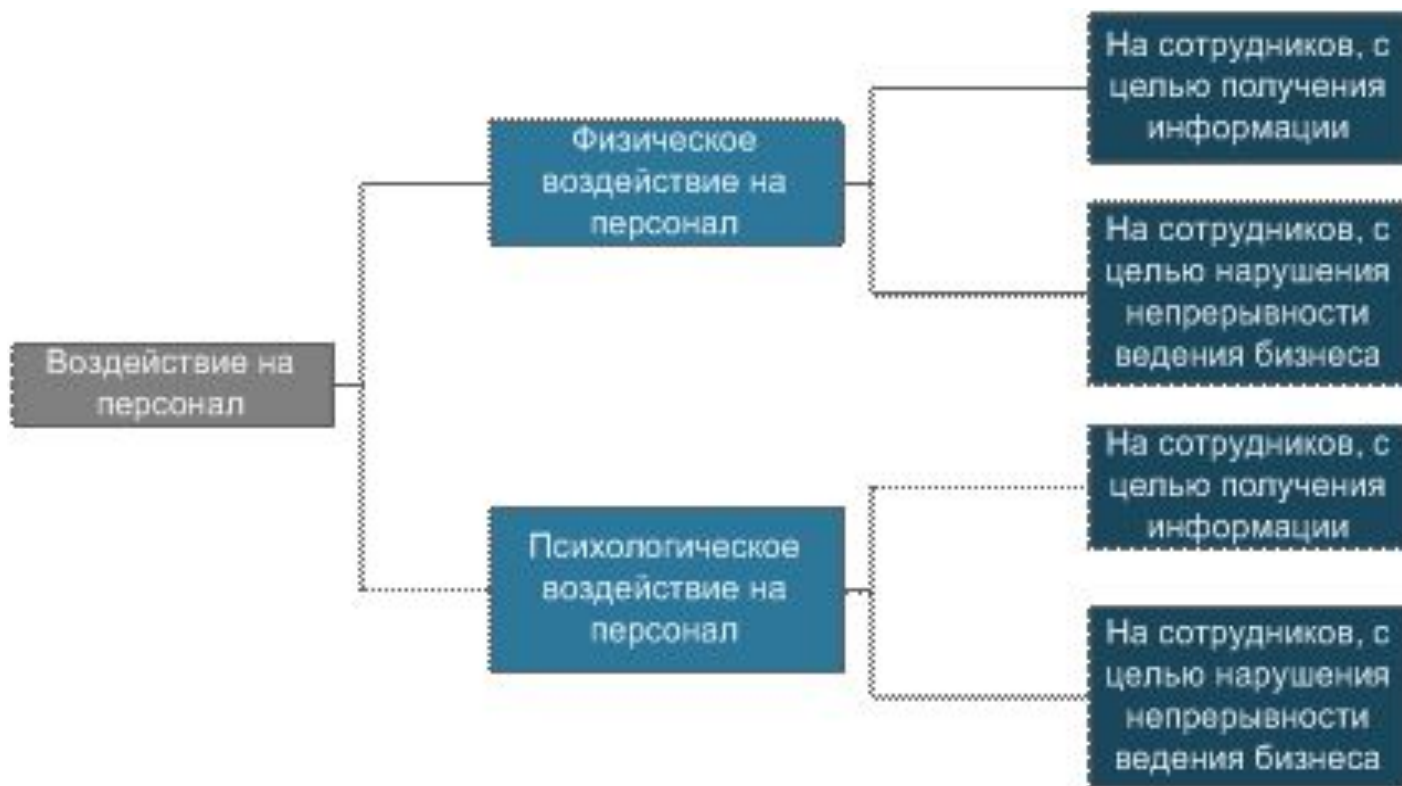 Воздействие на
персонал
Физическое
воздействие на
персонал
На сотрудников, с
целью получения
информации
На сотрудников, с
целью нарушения
непрерывности
ведения бизнеса
Психологическое
воздействие на
персонал
На сотрудников, с
целью получения
информации
На сотрудников, с
целью нарушения
непрерывности
ведения бизнеса